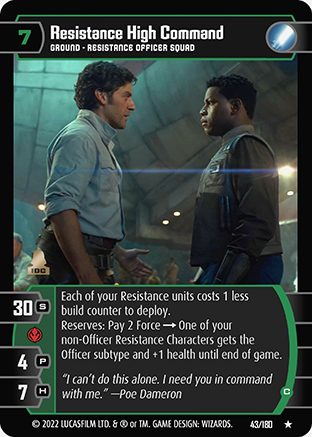 7 Resistance High Command
GROUND - RESISTANCE OFFICER SQUAD
IDC
Each of your Resistance units costs 1 less
30 S
build counter to deploy.
Reserves: Pay 2 Force → One of your
non-Officer Resistance Characters gets the
4 P
Officer subtype and +1 health until end of game.
"I can't do this alone. I need you in command
7 H
with me." —Poe Dameron
C
© 2022 LUCASFILM LTD. & ® or TM. GAME DESIGN: WIZARDS. 43/180 ★